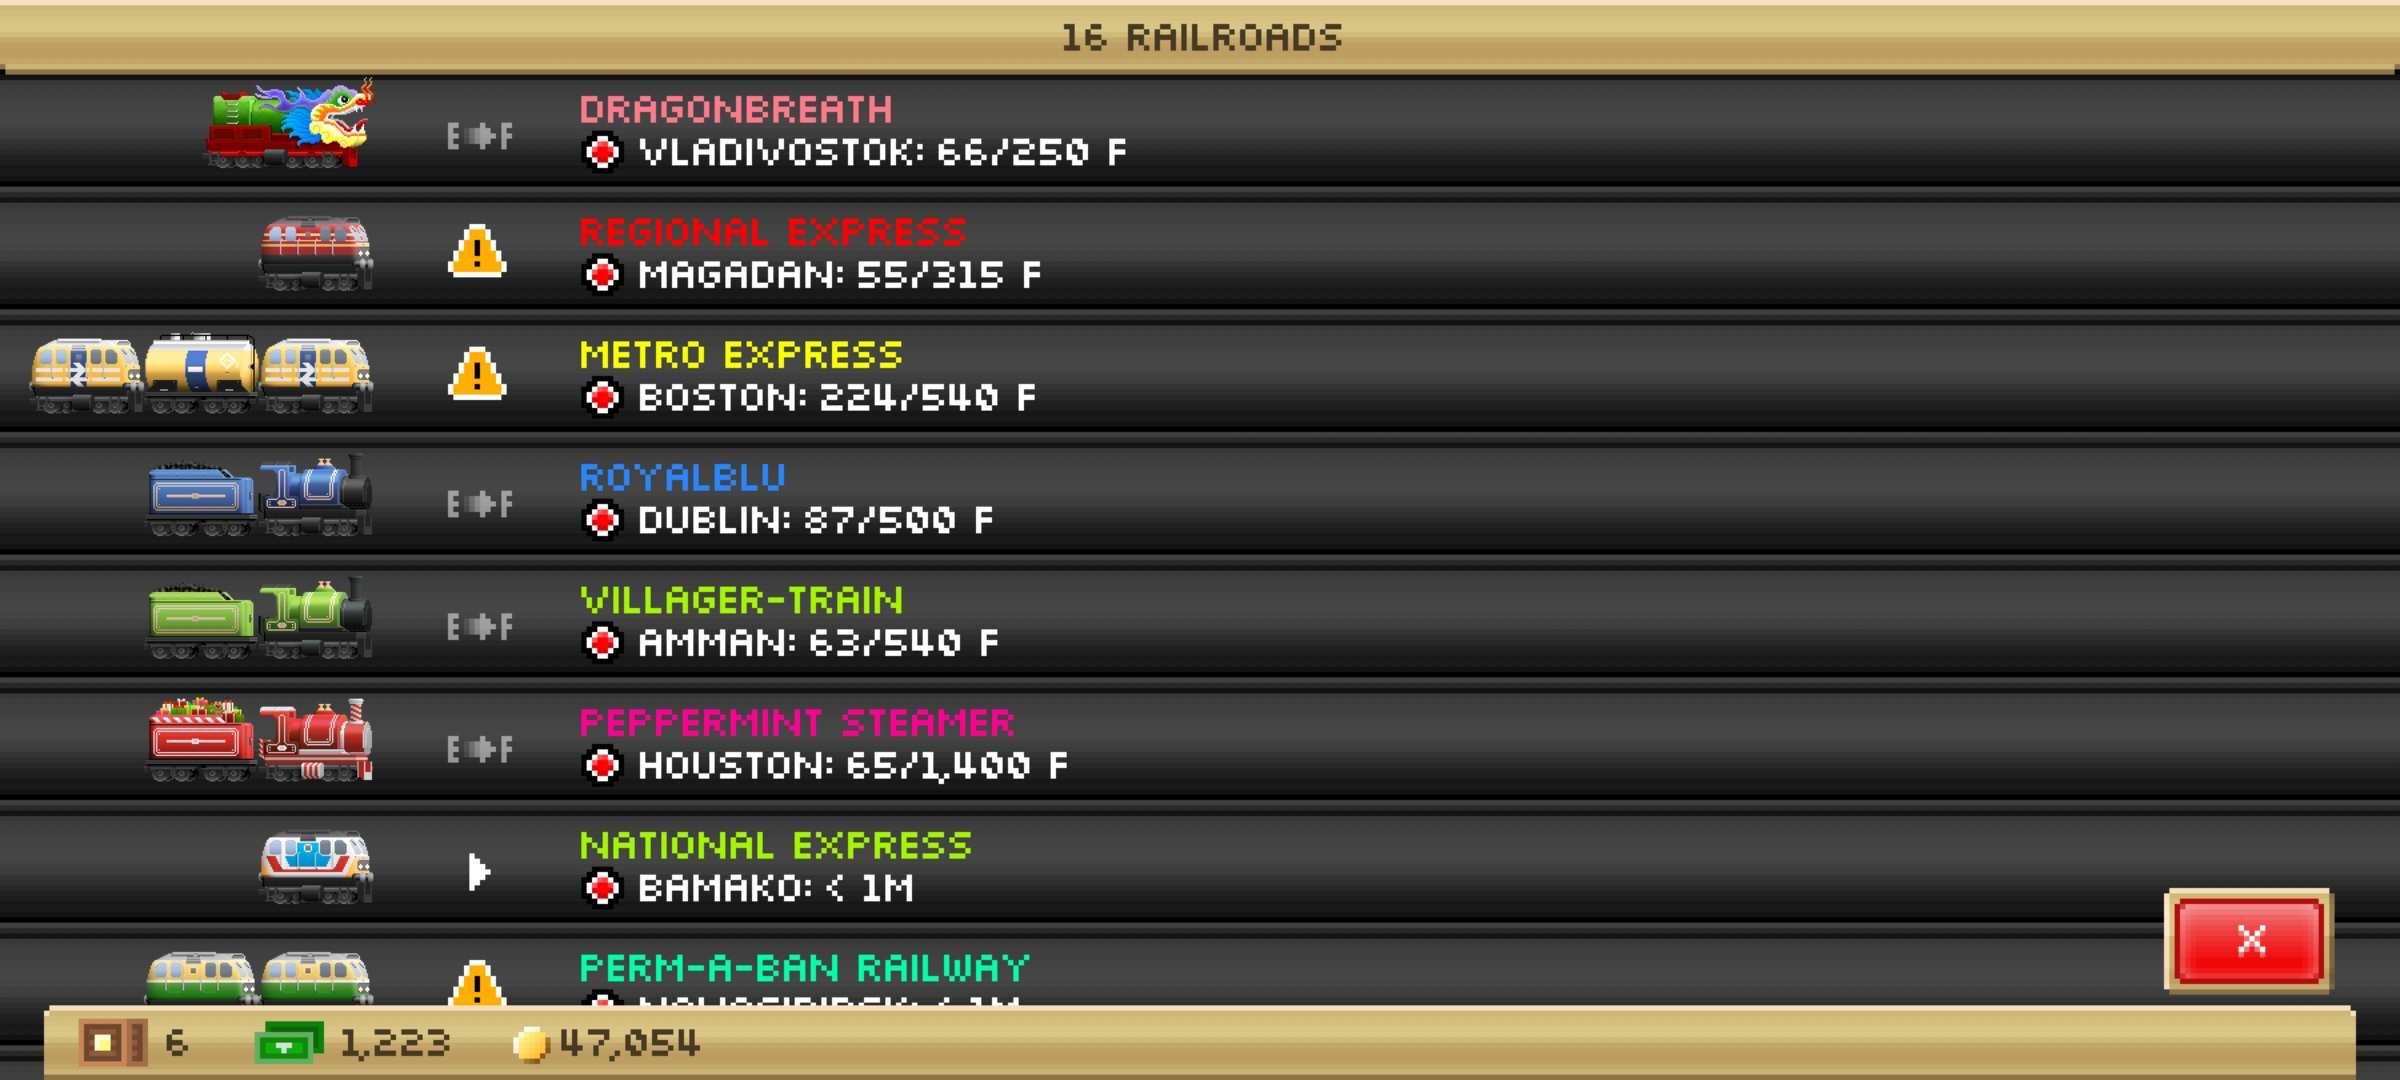 16 RAILROADS
E F
DRAGONBREATH
VLADIVOSTOK: 66/250 F
REGIONAL EXPRESS
MAGADAN: 55/315 F
METRO EXPRESS
BOSTON: 224/540 F
E F
ROYALBLU
DUBLIN: 87/500 F
E F
VILLAGER-TRAIN
AMMAN: 63/540 F
E F
PEPPERMINT STEAMER
HOUSTON: 65/1,400 F
NATIONAL EXPRESS
BAMAKO: < 1M
PERM-A-BAN RAILWAY
< 1M
X
6
1,223
47,054